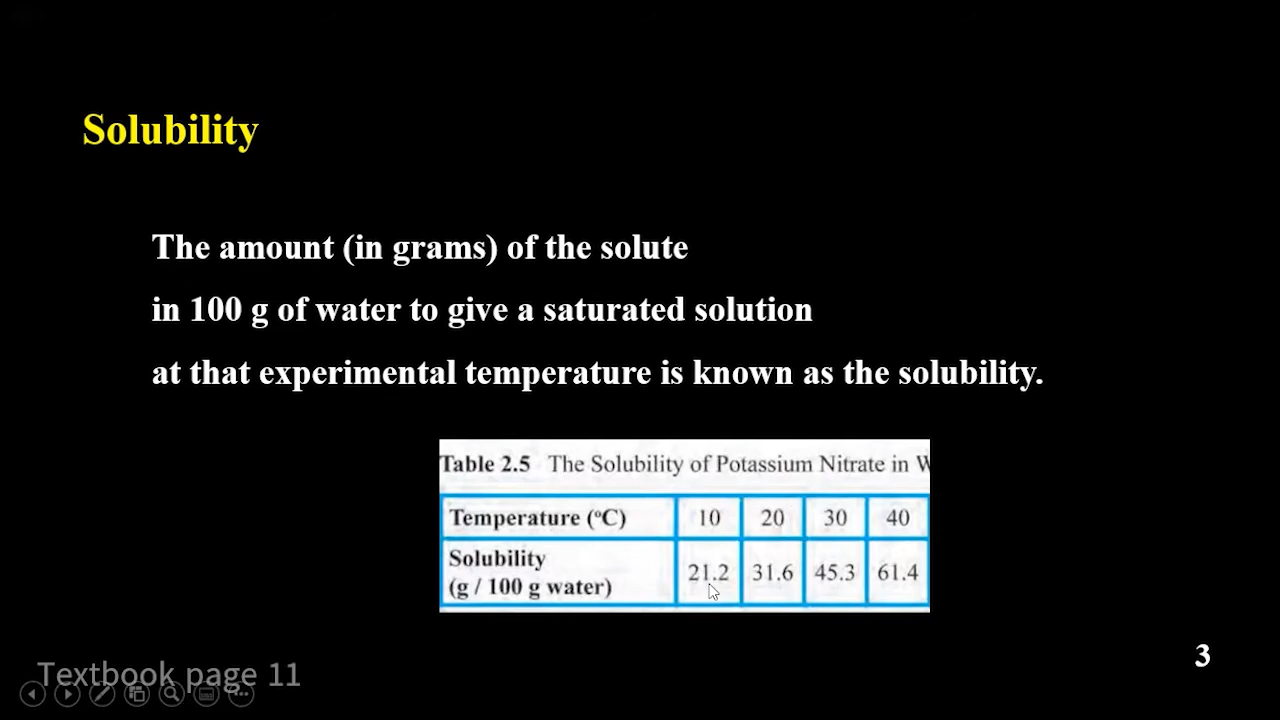 Solubility
The amount (in grams) of the solute
in 100 g of water to give a saturated solution
at that experimental temperature is known as the solubility.
Table 2.5 The Solubility of Potassium Nitrate in
Temperature (°C) 10 20 30 40
Solubility
(g / 100 g water) 21.2 31.6 45.3 61.4
3
Textbook page 11